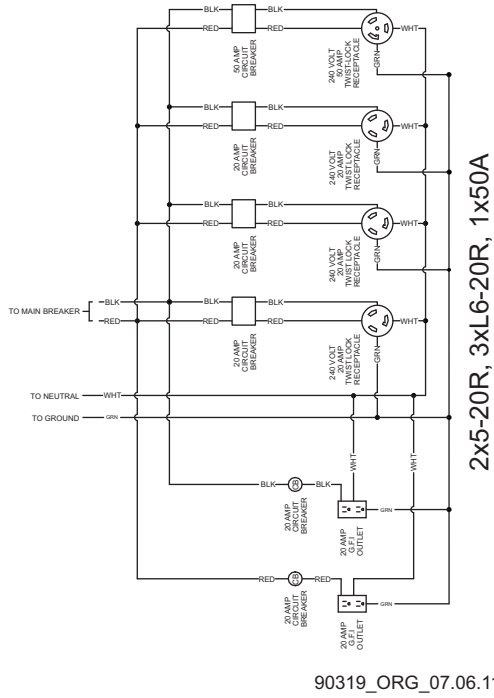 BLK BLK
RED RED WHT
GRN
50 AMP
CIRCUIT
BREAKER
240 VOLT
50 AMP
TWIST-LOCK
RECEPTACLE
BLK BLK
RED RED WHT
GRN
20 AMP
CIRCUIT
BREAKER
240 VOLT
20 AMP
TWIST LOCK
RECEPTACLE
BLK BLK
RED RED WHT
GRN
20 AMP
CIRCUIT
BREAKER
240 VOLT
20 AMP
TWIST LOCK
RECEPTACLE
TO MAIN BREAKER
BLK BLK BLK
RED RED RED WHT
GRN
20 AMP
CIRCUIT
BREAKER
240 VOLT
20 AMP
TWIST LOCK
RECEPTACLE
TO NEUTRAL WHT
TO GROUND GRN
WHT WHT
BLK CB BLK
GRN
20 AMP
CIRCUIT
BREAKER
20 AMP
G.F.I
OUTLET
RED CB RED
GRN
20 AMP
CIRCUIT
BREAKER
20 AMP
G.F.I
OUTLET
2x5-20R, 3xL6-20R, 1x50A
90319_ORG_07.06.11